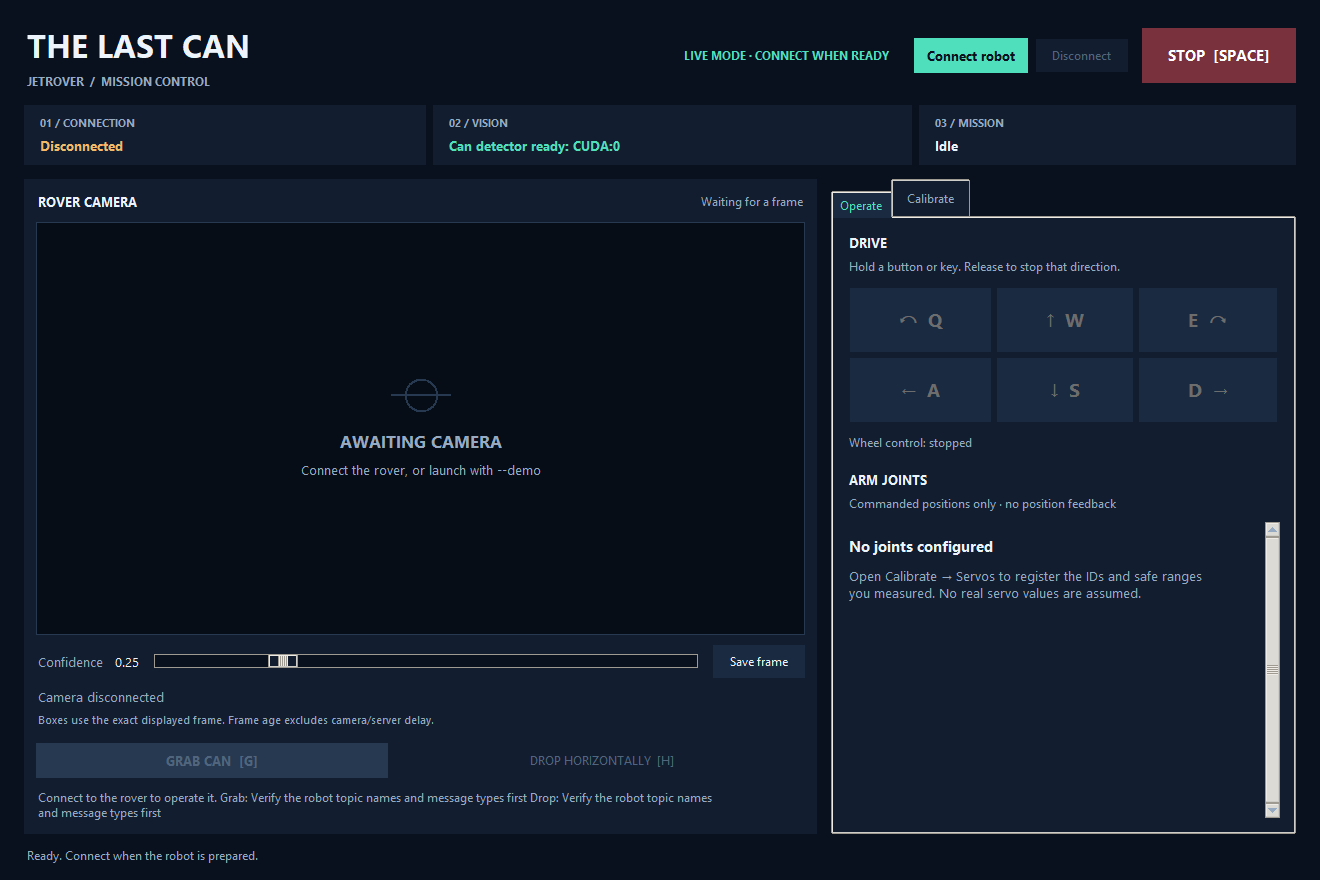 THE LAST CAN
JETROVER / MISSION CONTROL
LIVE MODE · CONNECT WHEN READY
Connect robot
Disconnect
STOP [SPACE]
01 / CONNECTION
Disconnected
02 / VISION
Can detector ready: CUDA:0
03 / MISSION
Idle
ROVER CAMERA
Waiting for a frame
AWAITING CAMERA
Connect the rover, or launch with --demo
Confidence 0.25
Save frame
Camera disconnected
Boxes use the exact displayed frame. Frame age excludes camera/server delay.
GRAB CAN [G]
DROP HORIZONTALLY [H]
Connect to the rover to operate it. Grab: Verify the robot topic names and message types first Drop: Verify the robot topic names
and message types first
Operate
Calibrate
DRIVE
Hold a button or key. Release to stop that direction.
↶ Q
↑ W
E ↷
← A
↓ S
D →
Wheel control: stopped
ARM JOINTS
Commanded positions only · no position feedback
No joints configured
Open Calibrate → Servos to register the IDs and safe ranges
you measured. No real servo values are assumed.
Ready. Connect when the robot is prepared.